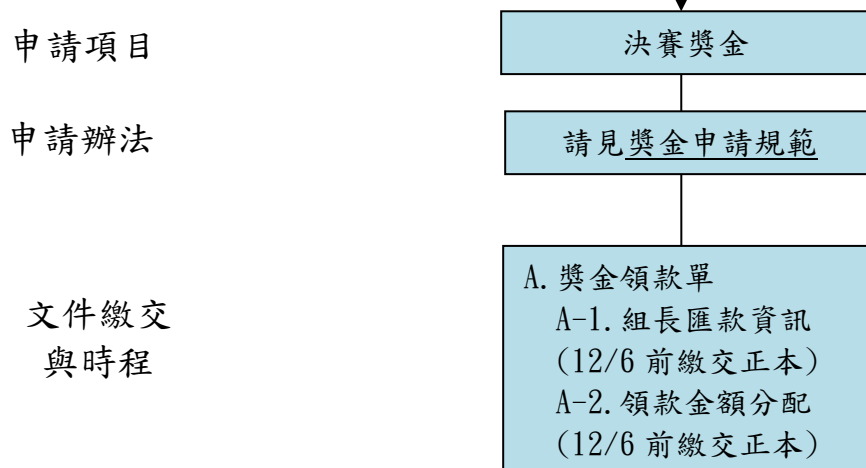 申請項目
決賽獎金
申請辦法
請見獎金申請規範
文件繳交
與時程
A.獎金領款單
A-1.組長匯款資訊
(12/6 前繳交正本)
A-2.領款金額分配
(12/6 前繳交正本)